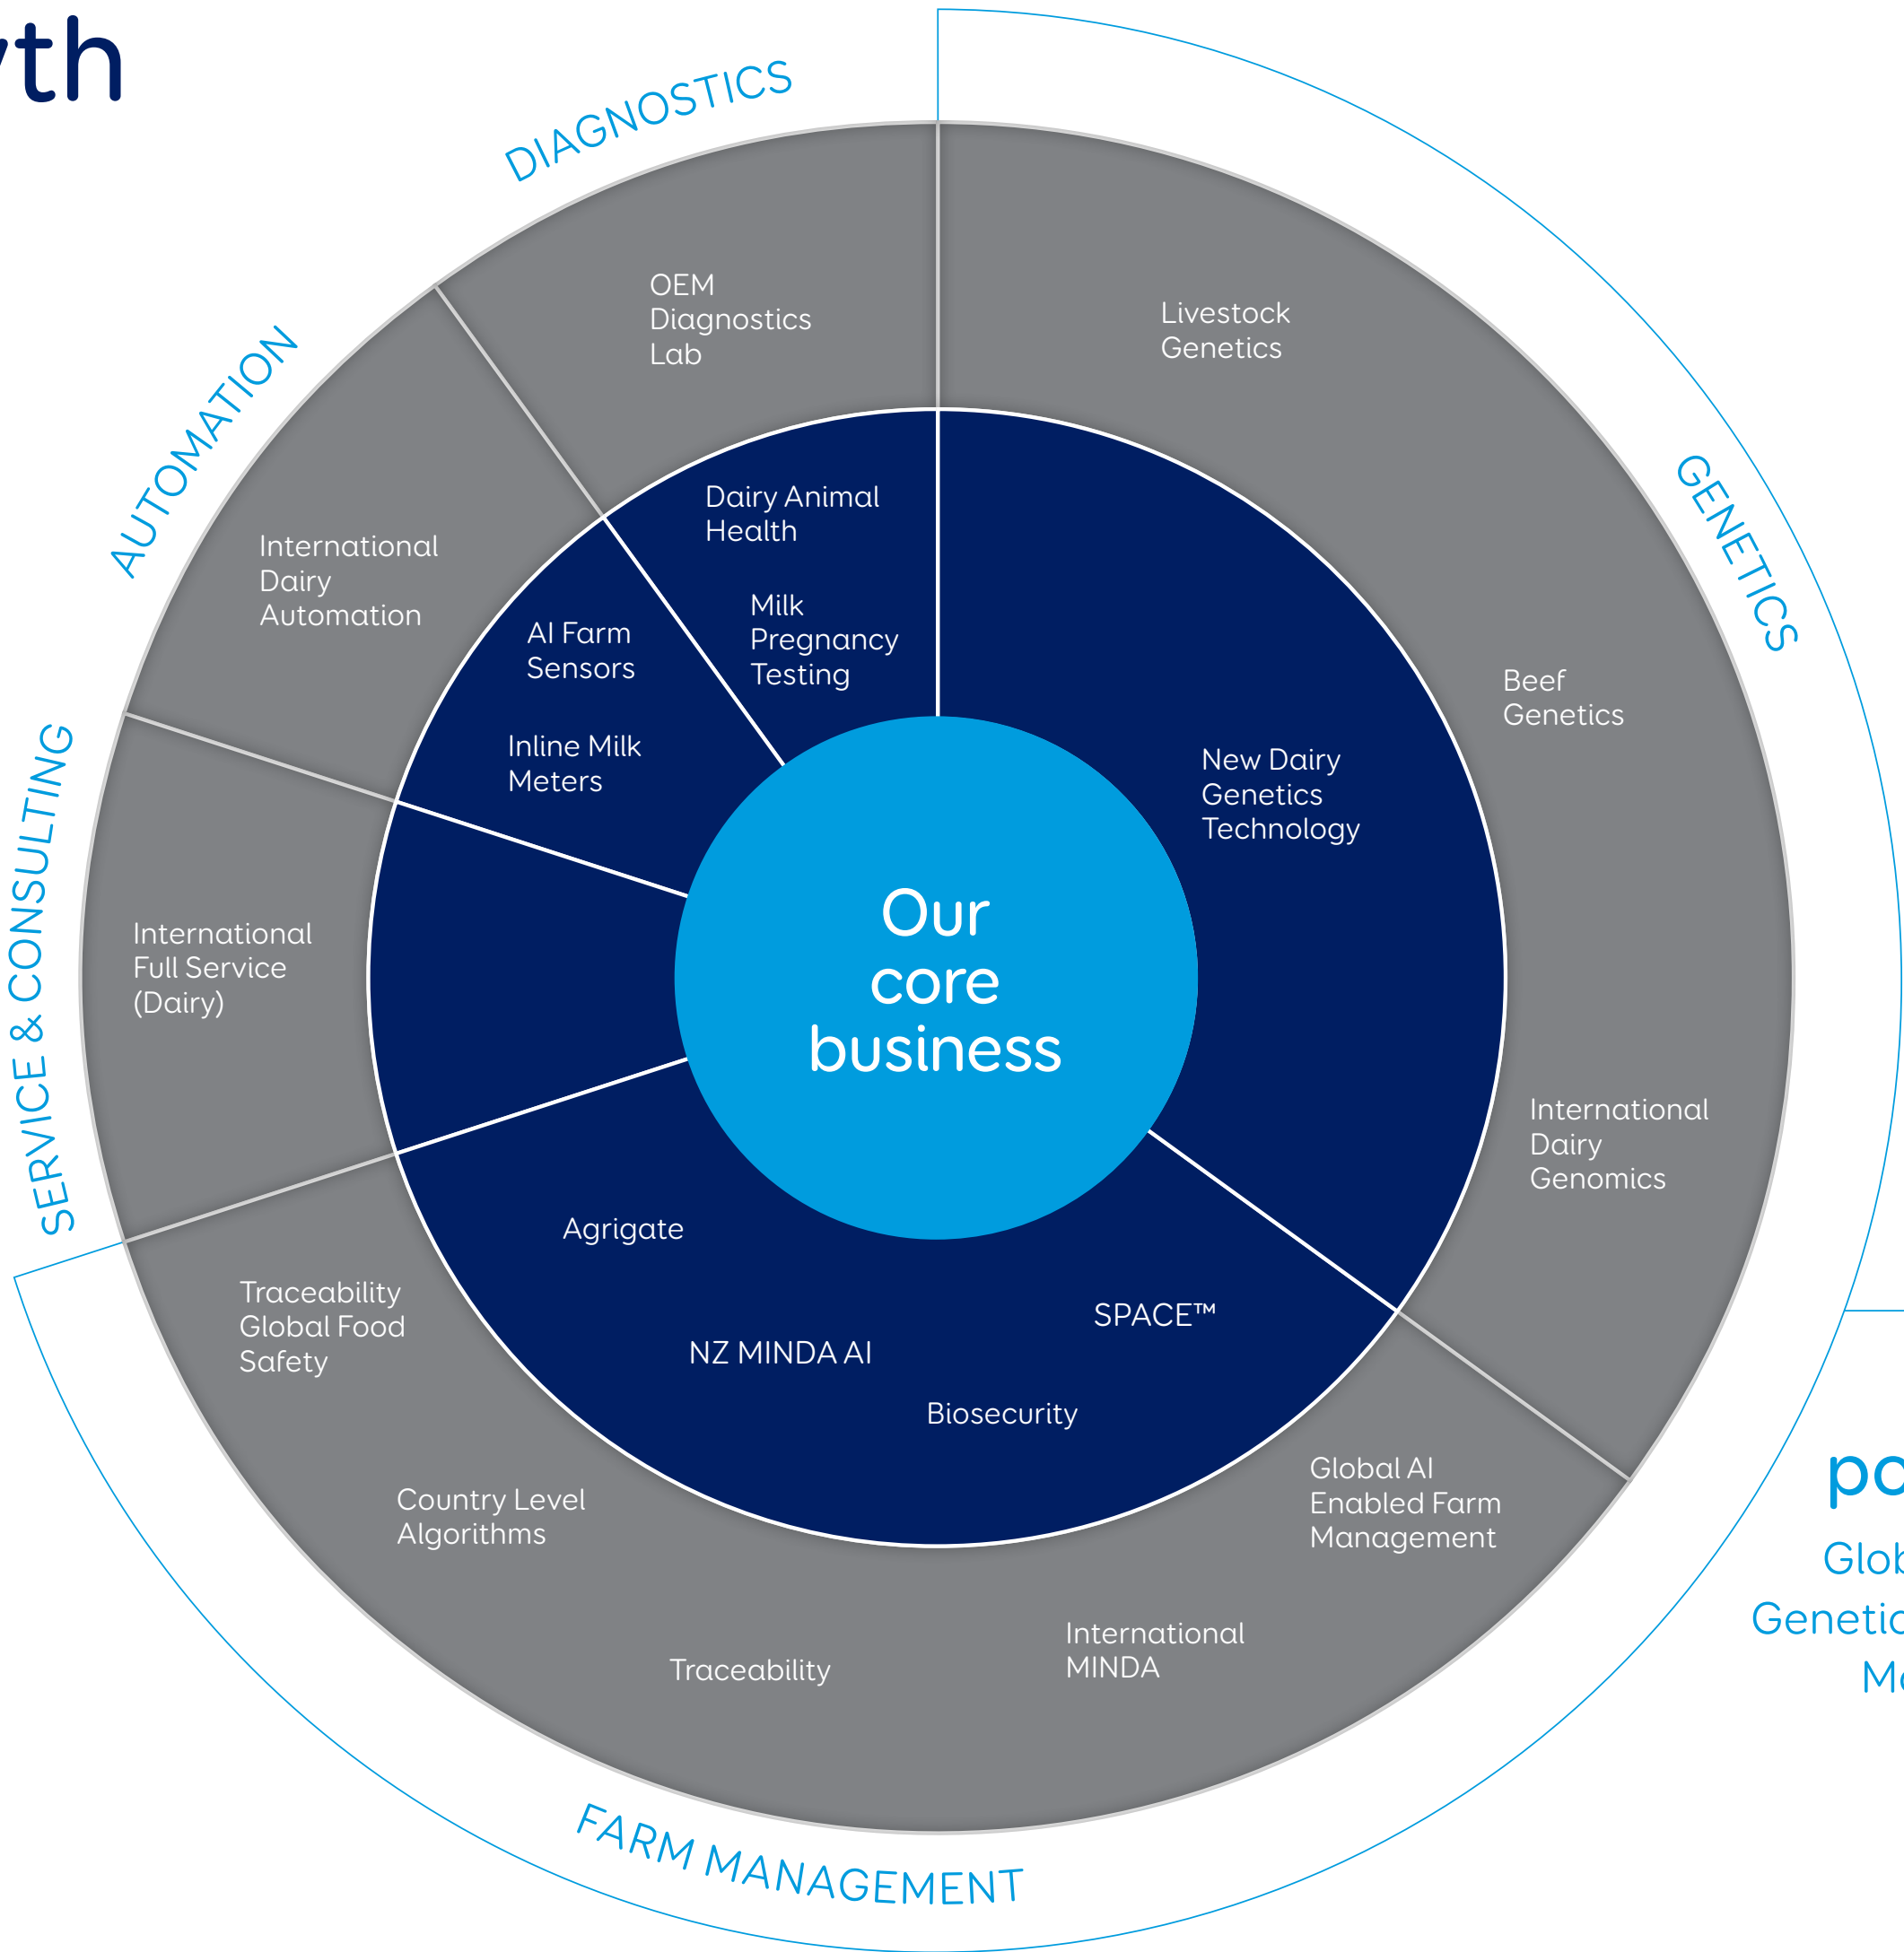 DIAGNOSTICS
AUTOMATION
SERVICE & CONSULTING
GENETICS
FARM MANAGEMENT
OEM
Diagnostics
Lab
Livestock
Genetics
Dairy Animal
Health
Milk
Pregnancy
Testing
International
Dairy
Automation
AI Farm
Sensors
Inline Milk
Meters
Beef
Genetics
New Dairy
Genetics
Technology
Our
core
business
International
Full Service
(Dairy)
International
Dairy
Genomics
Agrigate
SPACE™
NZ MINDA AI
Biosecurity
Traceability
Global Food
Safety
Country Level
Algorithms
Global AI
Enabled Farm
Management
International
MINDA
Traceability